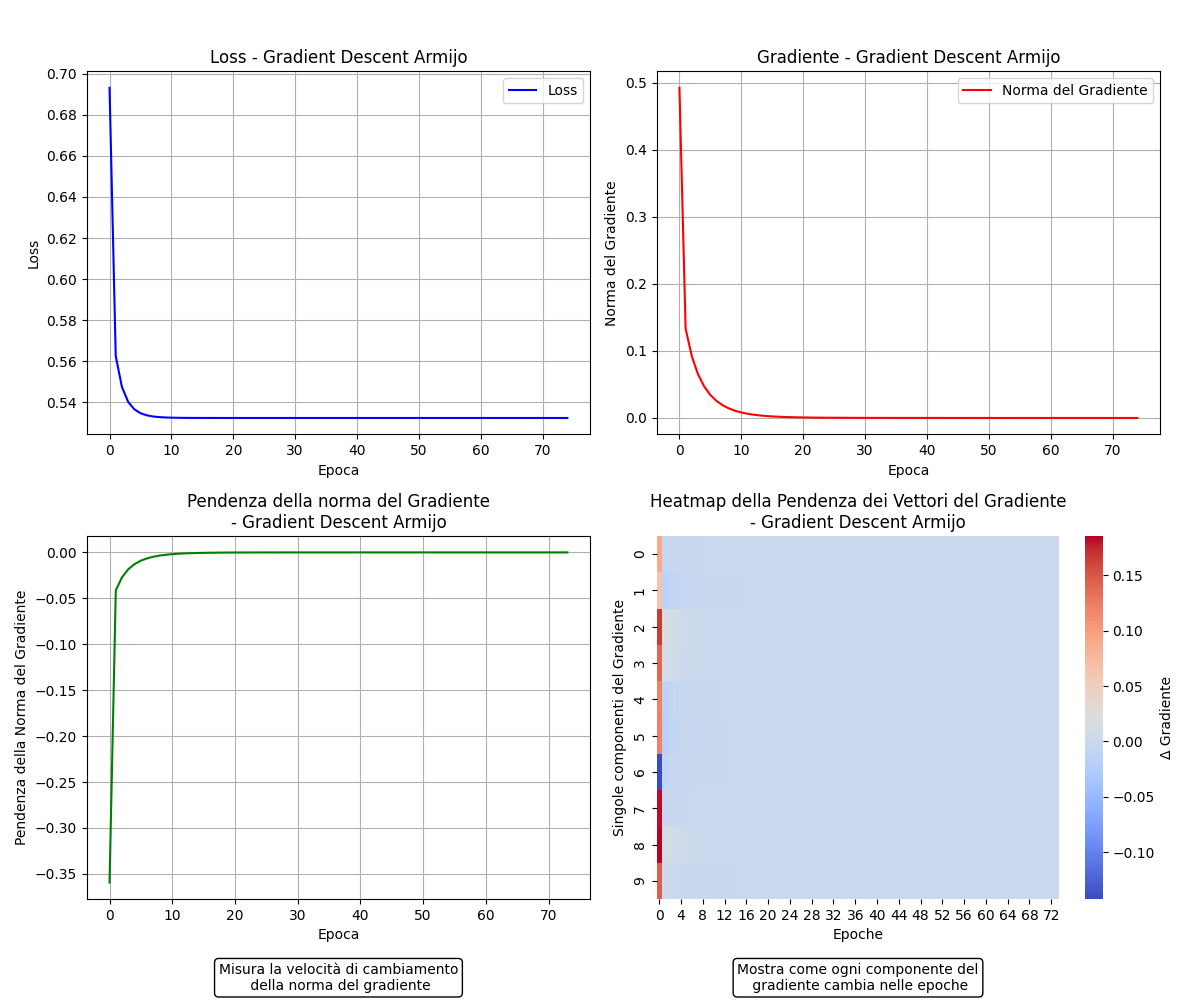 Loss - Gradient Descent Armijo
0.70
0.68
0.66
0.64
0.62
0.60
0.58
0.56
0.54
Loss
Loss
0 10 20 30 40 50 60 70
Epoca
Gradiente - Gradient Descent Armijo
0.5
0.4
0.3
0.2
0.1
0.0
Norma del Gradiente
Norma del Gradiente
0 10 20 30 40 50 60 70
Epoca
Pendenza della norma del Gradiente
- Gradient Descent Armijo
0.00
−0.05
−0.10
−0.15
−0.20
−0.25
−0.30
−0.35
Pendenza della Norma del Gradiente
0 10 20 30 40 50 60 70
Epoca
Misura la velocità di cambiamento
della norma del gradiente
Heatmap della Pendenza dei Vettori del Gradiente
- Gradient Descent Armijo
0
1
2
3
4
5
6
7
8
9
Singole componenti del Gradiente
0 4 8 12 16 20 24 28 32 36 40 44 48 52 56 60 64 68 72
Epoche
0.15
0.10
0.05
0.00
−0.05
−0.10
Δ Gradiente
Mostra come ogni componente del
gradiente cambia nelle epoche